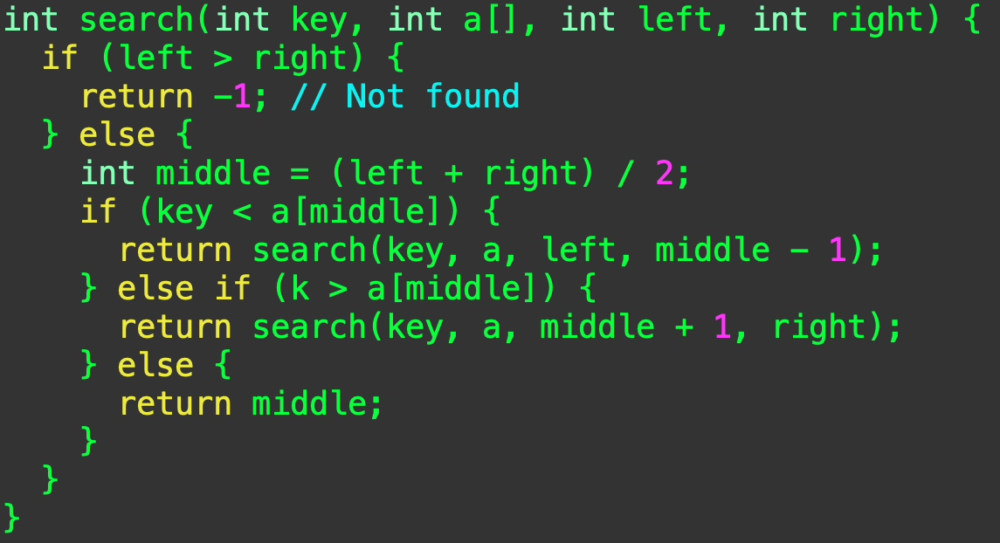 int search(int key, int a[], int left, int right) {
  if (left > right) {
    return -1; // Not found
  } else {
    int middle = (left + right) / 2;
    if (key < a[middle]) {
      return search(key, a, left, middle - 1);
    } else if (k > a[middle]) {
      return search(key, a, middle + 1, right);
    } else {
      return middle;
    }
  }
}